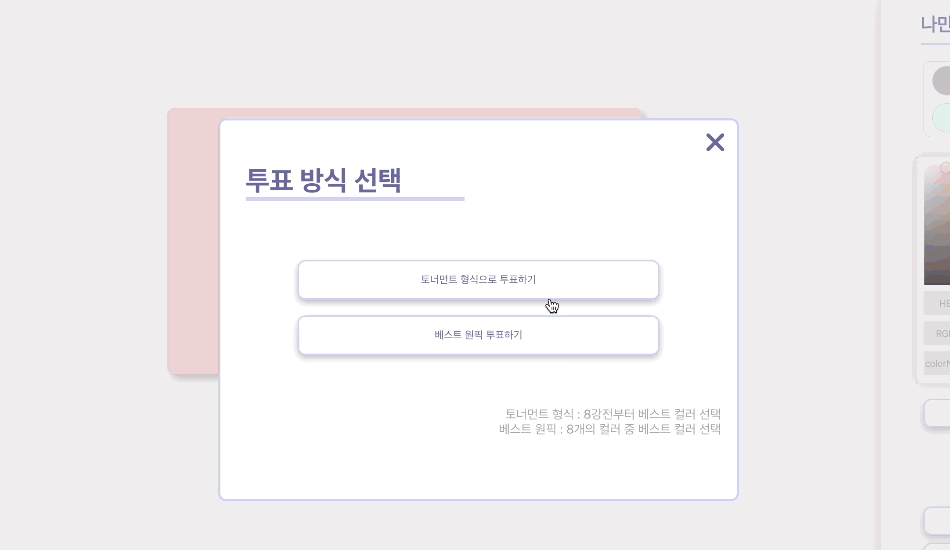 투표 방식 선택
토너먼트 형식으로 투표하기
베스트 원픽 투표하기
토너먼트 형식 : 8강전부터 베스트 컬러 선택
베스트 원픽 : 8개의 컬러 중 베스트 컬러 선택
나만
HE
RG
colorN